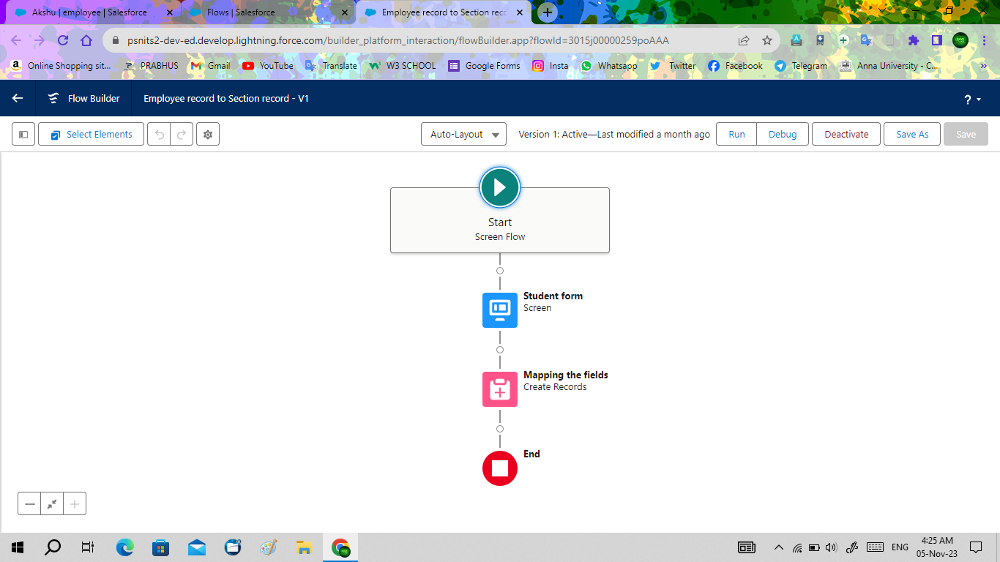 Akshu | employee | Salesforce
Flows | Salesforce
Employee record to Section rec
psnits2-dev-ed.develop.lightning.force.com/builder_platform_interaction/flowBuilder.app?flowId=3015j00000259poAAA
Online Shopping sit... PRABHUS Gmail YouTube Translate W3 SCHOOL Google Forms Insta Whatsapp Twitter Facebook Telegram Anna University - C... »
Flow Builder
Employee record to Section record - V1
?
Select Elements
Auto-Layout
Version 1: Active—Last modified a month ago
Run
Debug
Deactivate
Save As
Save
Start
Screen Flow
Student form
Screen
Mapping the fields
Create Records
End
ENG
4:25 AM
05-Nov-23